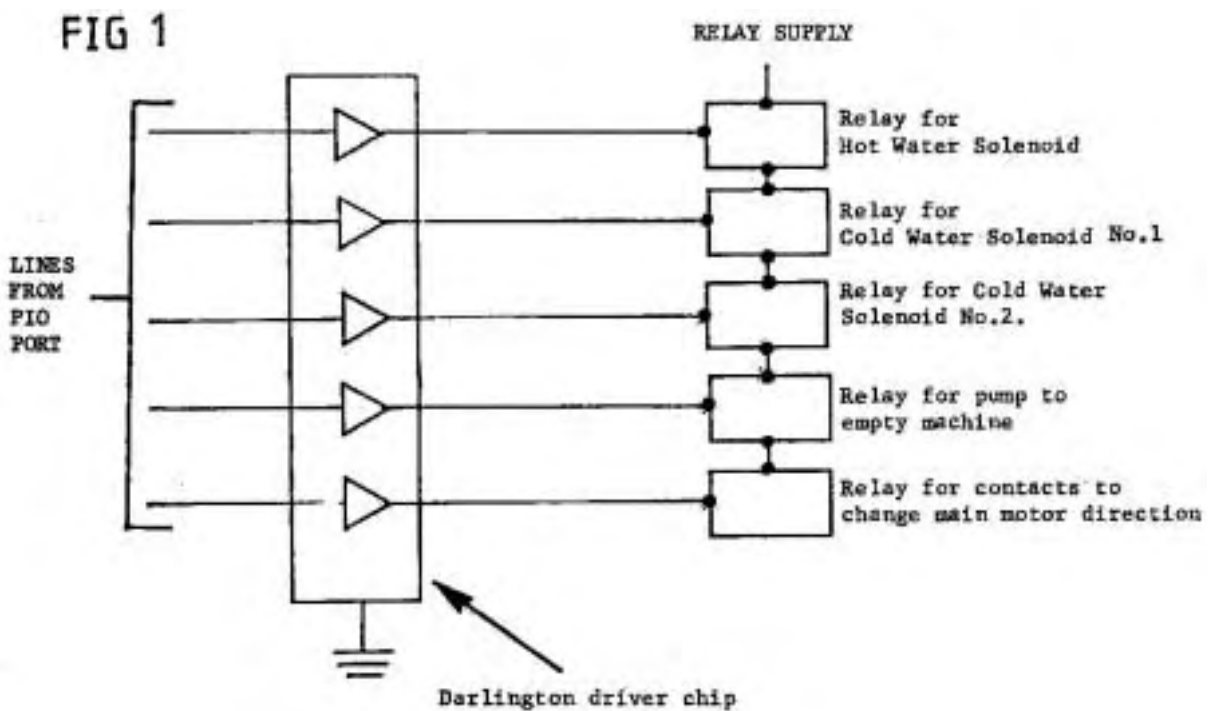 FIG 1
RELAY SUPPLY
Relay for
Hot Water Solenoid
Relay for
Cold Water Solenoid No.1
LINES
FROM
PIO
PORT
Relay for Cold Water
Solenoid No.2.
Relay for pump to
empty machine
Relay for contacts to
change main motor direction
Darlington driver chip